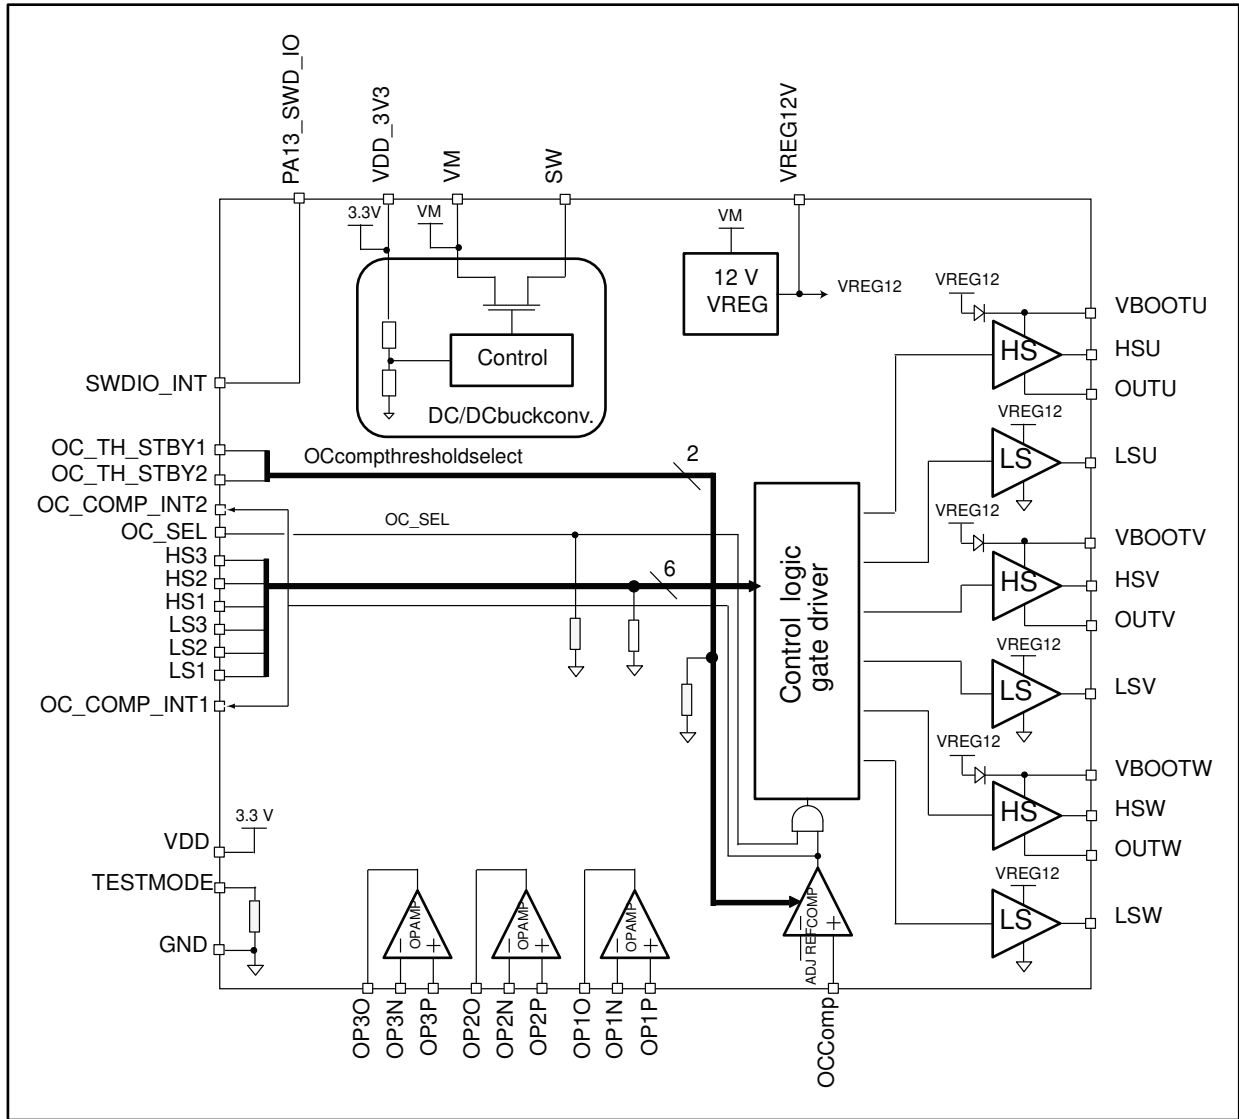 PA13_SWD_IO
VDD_3V3
VM
SW
VREG12V
3.3V
VM
VM
12 V
VREG
VREG12
Control
DC/DCbuckconv.
SWDIO_INT
OC_TH_STBY1
OC_TH_STBY2
OC_COMP_INT2
OC_SEL
HS3
HS2
HS1
LS3
LS2
LS1
OC_COMP_INT1
OCcompthresholdselect
2
OC_SEL
6
Control logic
gate driver
VREG12
HS
VBOOTU
HSU
OUTU
VREG12
LS
LSU
VREG12
HS
VBOOTV
HSV
OUTV
VREG12
LS
LSV
VREG12
HS
VBOOTW
HSW
OUTW
VREG12
LS
LSW
VDD
3.3 V
TESTMODE
GND
OPAMP
− +
OPAMP
− +
OPAMP
− +
ADJ REFCOMP
− +
OP3O
OP3N
OP3P
OP2O
OP2N
OP2P
OP1O
OP1N
OP1P
OCComp